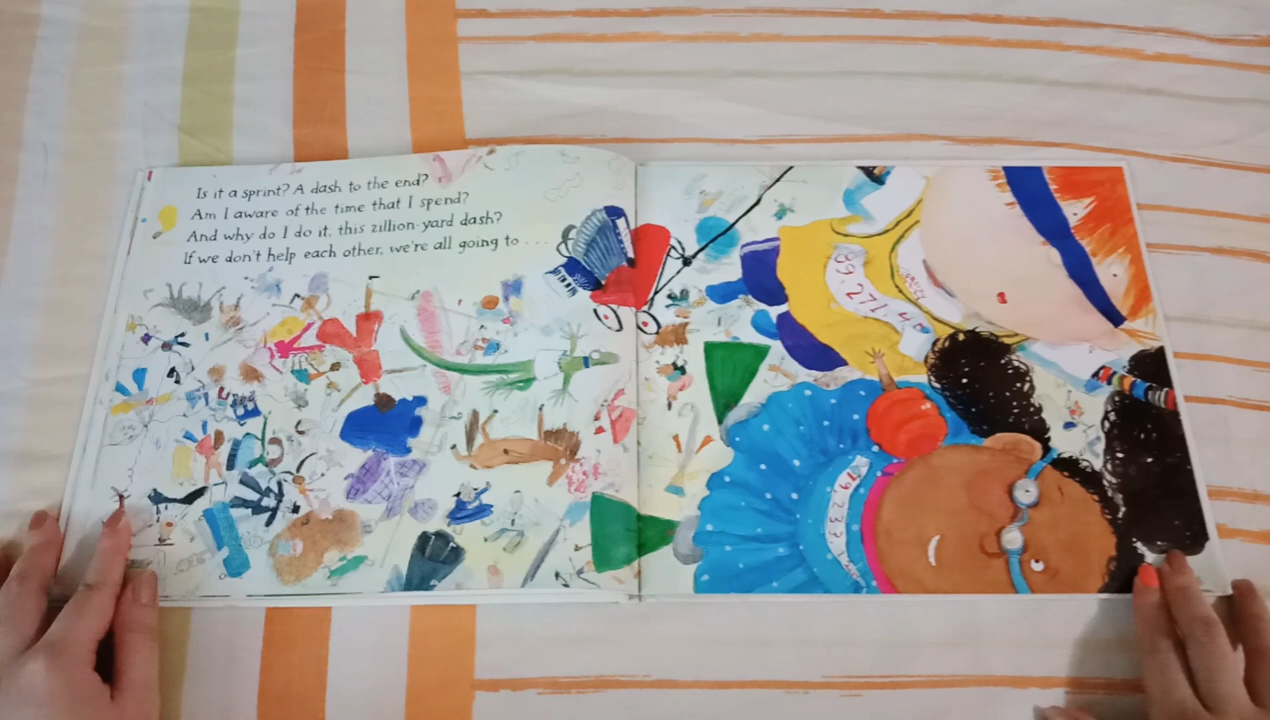 Is it a sprint? A dash to the end?
Am I aware of the time that I spend?
And why do I do it, this zillion-yard dash?
If we don't help each other, we're all going to . . .